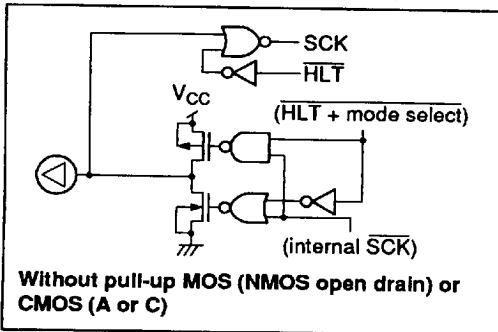 SCK
HLT
VCC
(HLT + mode select)
(internal SCK)
Without pull-up MOS (NMOS open drain) or
CMOS (A or C)